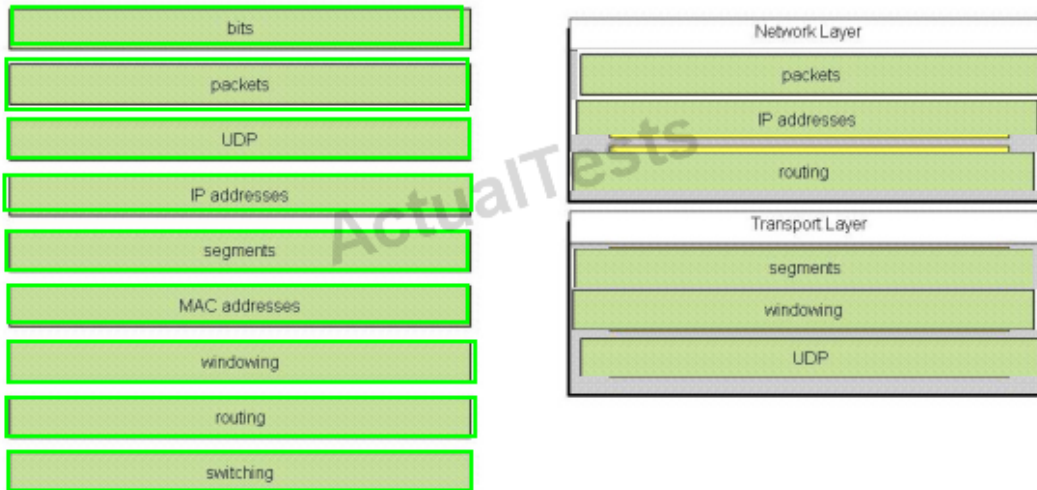 bits
packets
UDP
IP addresses
segments
MAC addresses
windowing
routing
switching
Network Layer
packets
IP addresses
routing
Transport Layer
segments
windowing
UDP
ActualTests